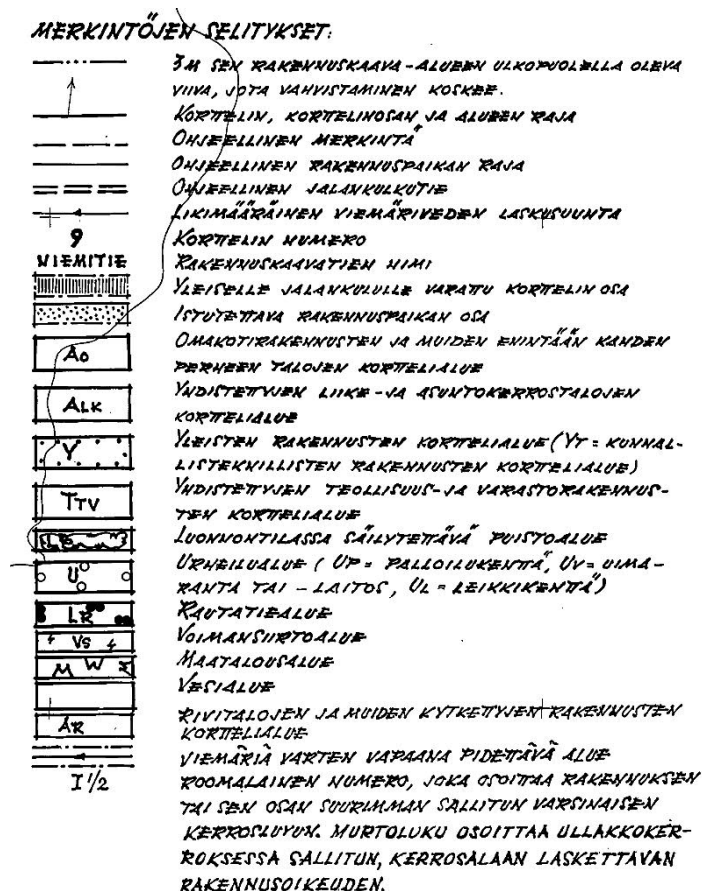 MERKINTÖJEN SELITYKSET:
3 M SEN RAKENNUSKAAVA-ALUEEN ULKOPUOLELLA OLEVA
VIIVA, JOTA VAHVISTAMINEN KOSKEE.
KORTTELIN, KORTTELINOSAN JA ALUEEN RAJA
OHJEELLINEN MERKINTÄ
OHJEELLINEN RAKENNUSPAIKAN RAJA
OHJEELLINEN JALANKULKUTIE
LIKIMÄÄRÄINEN VIEMÄRIVEDEN LASKUSUUNTA
9 KORTTELIN NUMERO
NIEMITIE RAKENNUSKAAVATIEN NIMI
YLEISELLE JALANKULULLE VARATTU KORTTELIN OSA
ISTUTETTAVA RAKENNUSPAIKAN OSA
AO OMAKOTIRAKENNUSTEN JA MUIDEN ENINTÄÄN KAHDEN
PERHEEN TALOJEN KORTTELIALUE
ALK YHDISTETTYJEN LIIKE-JA ASUNTOKERROSTALOJEN
KORTTELIALUE
Y YLEISTEN RAKENNUSTEN KORTTELIALUE (YT = KUNNAL-
LISTEKNILLISTEN RAKENNUSTEN KORTTELIALUE)
TTV YHDISTETTYJEN TEOLLISUUS-JA VARASTORAKENNUS-
TEN KORTTELIALUE
LUONNONTILASSA SÄILYTETTÄVÄ PUISTOALUE
U URHEILUALUE (UP = PALLOILUKENTTÄ, UV = UIMA-
RANTA TAI - LAITOS, UL = LEIKKIKENTTÄ)
LR RAUTATIEALUE
VS VOIMANSIIRTOALUE
M W MAATALOUSALUE
VESIALUE
AR RIVITALOJEN JA MUIDEN KYTKETTYJEN RAKENNUSTEN
KORTTELIALUE
VIEMÄRIÄ VARTEN VAPAANA PIDETTÄVÄ ALUE
I 1/2 ROOMALAINEN NUMERO, JOKA OSOITTAA RAKENNUKSEN
TAI SEN OSAN SUURIMMAN SALLITUN VARSINAISEN
KERROSLUVUN. MURTOLUKU OSOITTAA ULLAKKOKER-
ROKSESSA SALLITUN, KERROSALAAN LASKETTAVAN
RAKENNUSOIKEUDEN.